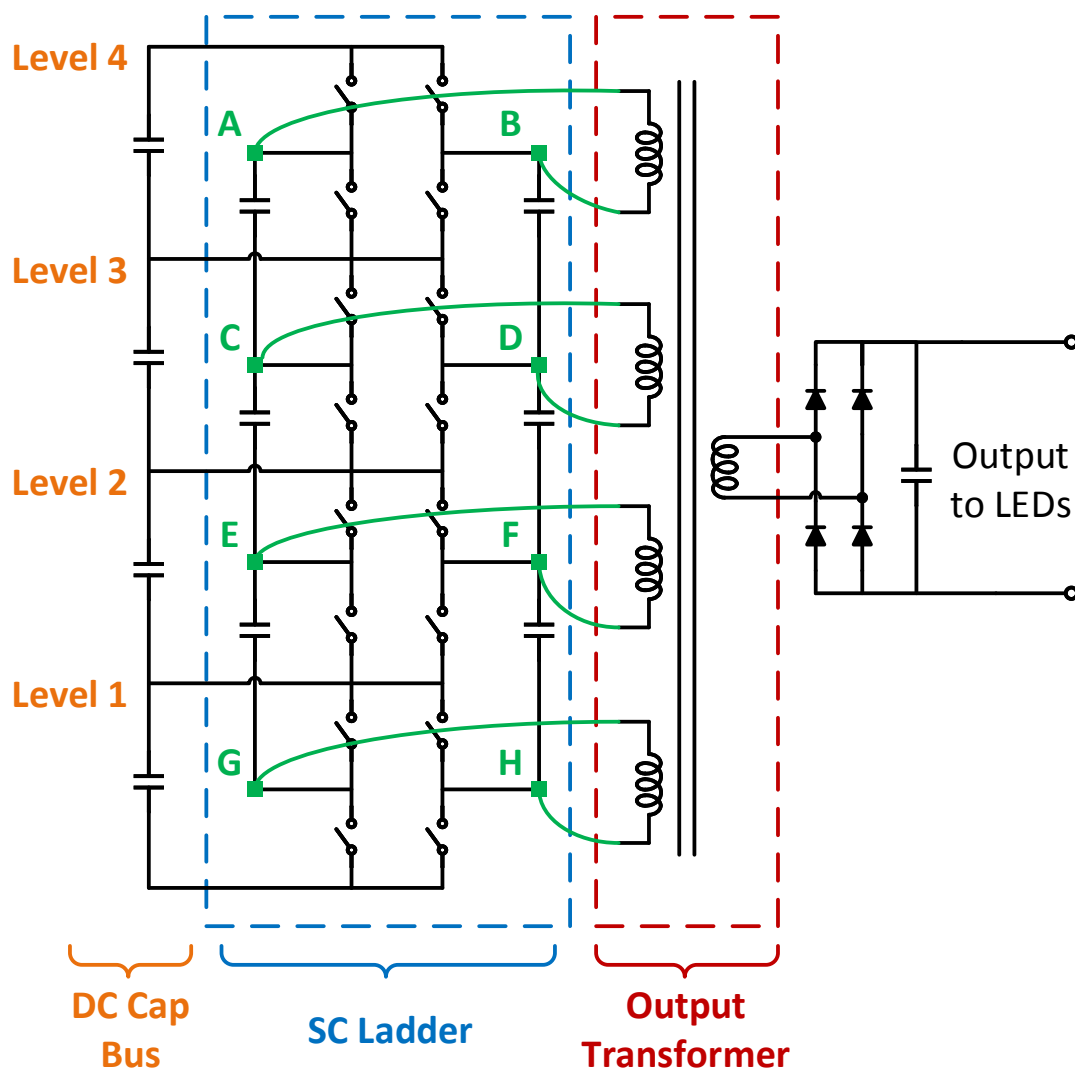 Level 4
A
B
Level 3
C
D
Level 2
E
F
Output
to LEDs
Level 1
G
H
DC Cap
Bus
SC Ladder
Output
Transformer